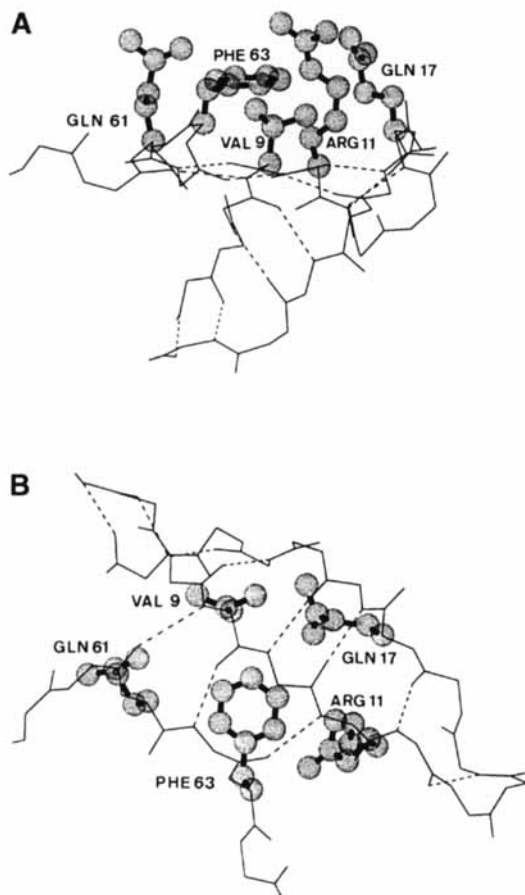 A
PHE 63
GLN 17
GLN 61
VAL 9
ARG 11
B
VAL 9
GLN 61
GLN 17
ARG 11
PHE 63